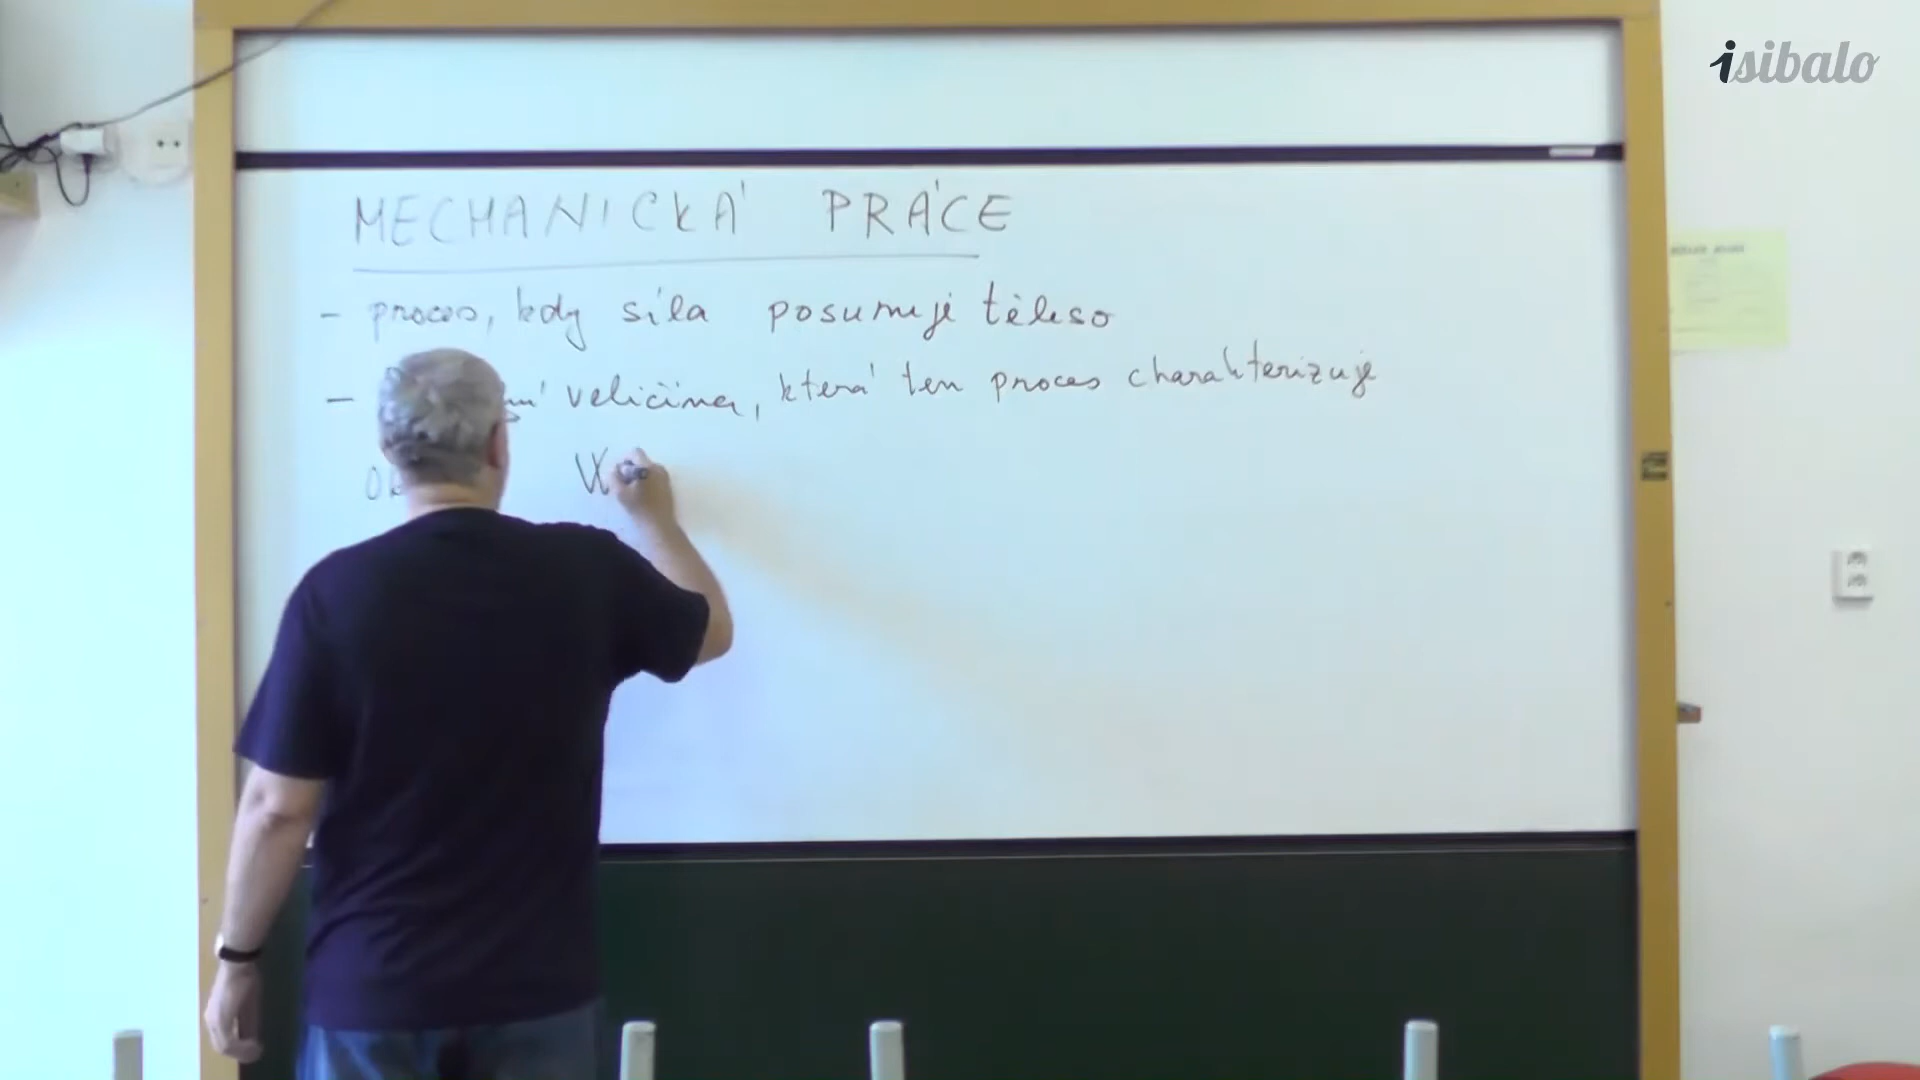 isibalo
MECHANICKÁ PRÁCE
- proces, kdy síla posunuje těleso
- veličina, která ten proces charakterizuje
W